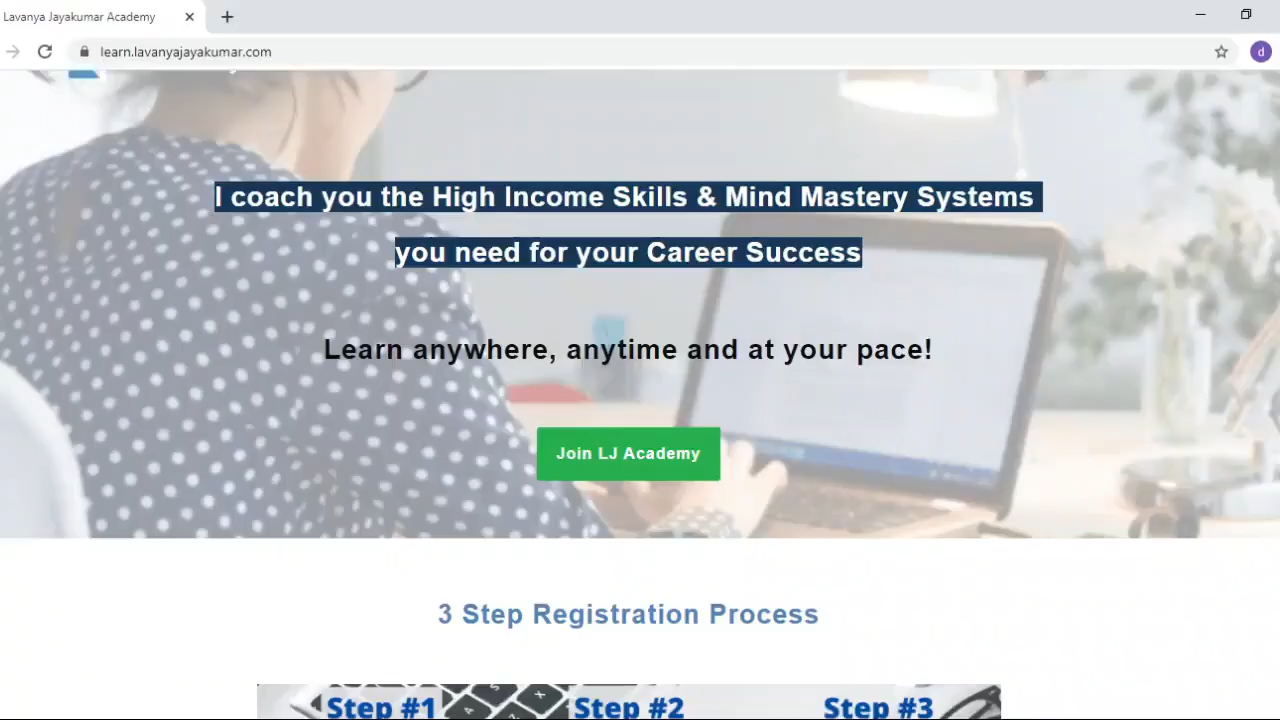 Lavanya Jayakumar Academy
learn.lavanyajayakumar.com
d
I coach you the High Income Skills & Mind Mastery Systems
you need for your Career Success
Learn anywhere, anytime and at your pace!
Join LJ Academy
3 Step Registration Process
Step #1 Step #2 Step #3